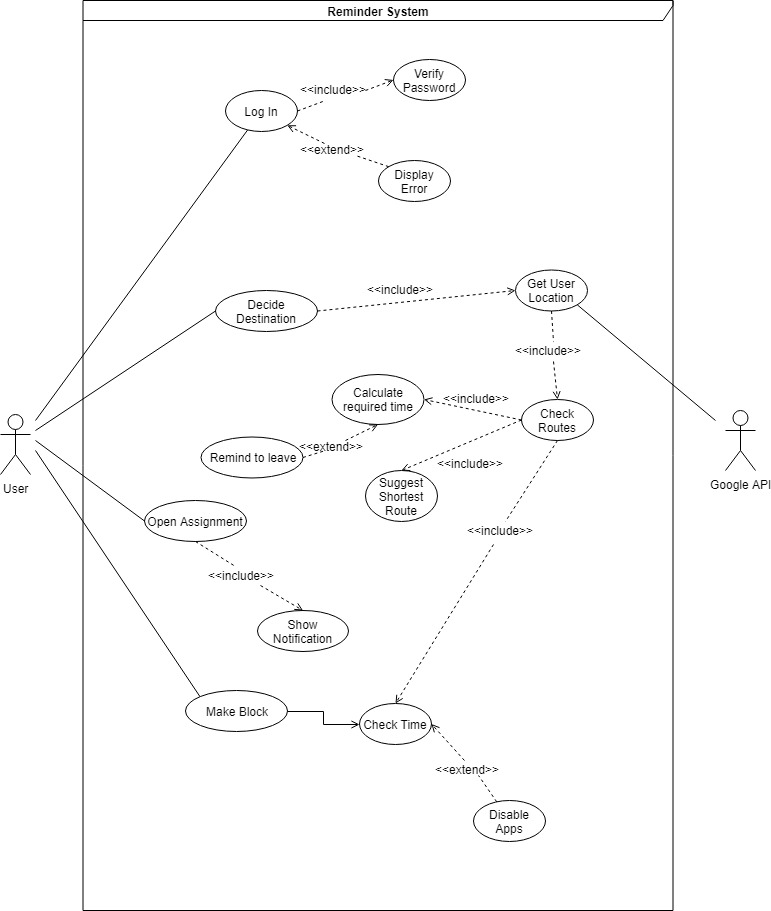 Reminder System
Verify
Password
<<include>>
Log In
<<extend>>
Display
Error
Get User
Location
<<include>>
Decide
Destination
<<include>>
Calculate
required time
<<include>>
Check
Routes
<<extend>>
Remind to leave
<<include>>
Suggest
Shortest
Route
User
Google API
Open Assignment
<<include>>
<<include>>
Show
Notification
Make Block
Check Time
<<extend>>
Disable
Apps